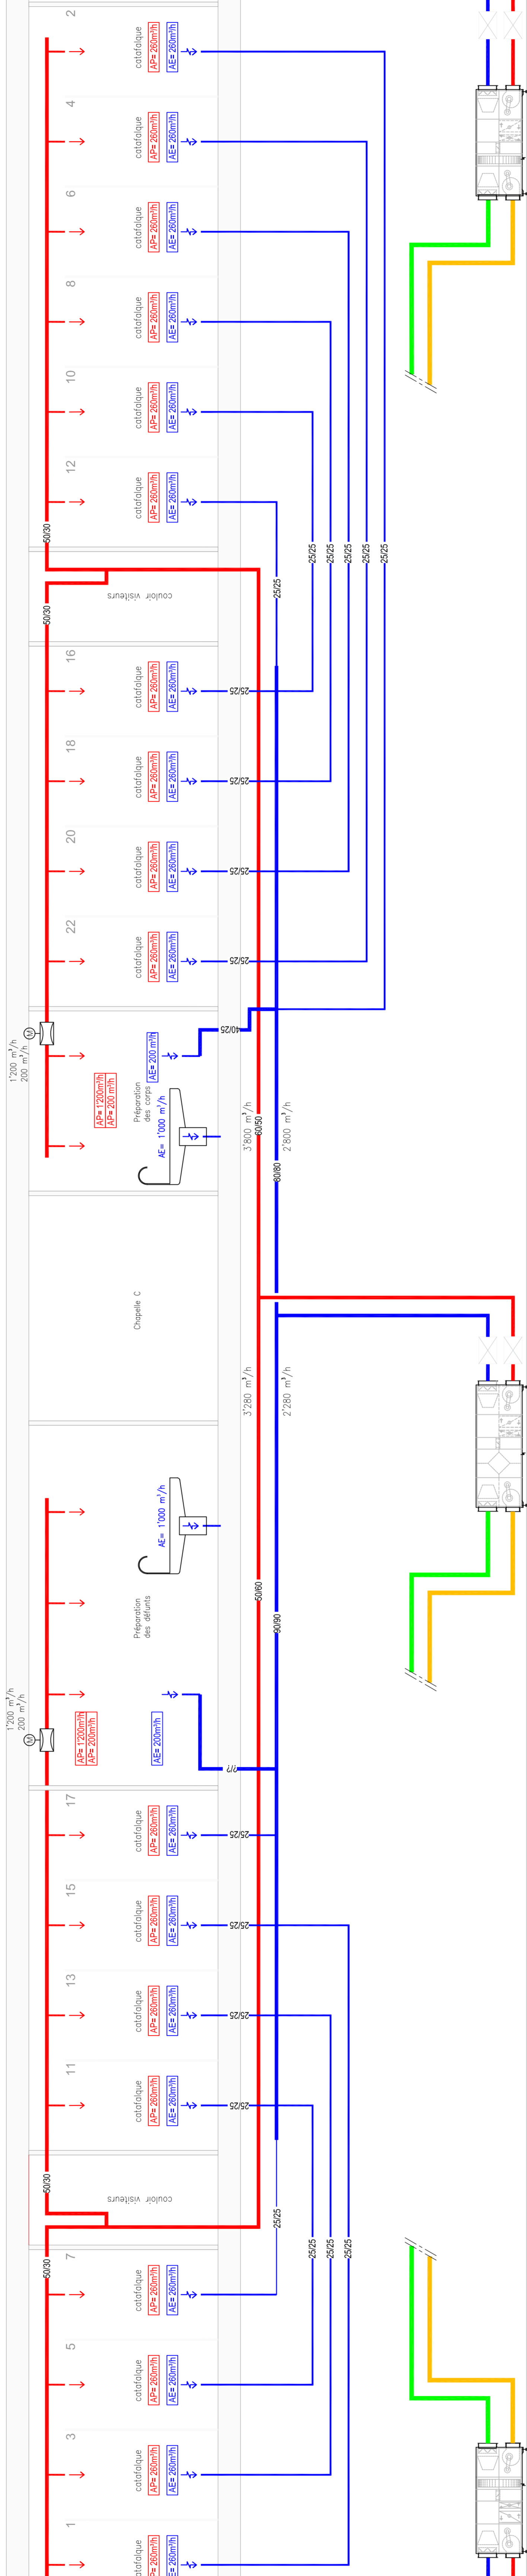 2
catafalque
AP= 260m³/h
AE= 260m³/h
4
catafalque
AP= 260m³/h
AE= 260m³/h
6
catafalque
AP= 260m³/h
AE= 260m³/h
8
catafalque
AP= 260m³/h
AE= 260m³/h
10
catafalque
AP= 260m³/h
AE= 260m³/h
12
catafalque
AP= 260m³/h
AE= 260m³/h
50/30
25/25
25/25
25/25
25/25
25/25
couloir visiteurs
50/30
16
catafalque
AP= 260m³/h
AE= 260m³/h
25/25
18
catafalque
AP= 260m³/h
AE= 260m³/h
25/25
20
catafalque
AP= 260m³/h
AE= 260m³/h
25/25
22
catafalque
AP= 260m³/h
AE= 260m³/h
25/25
1'200 m³/h
200 m³/h
M
AP= 1'200m³/h
AP= 200 m³/h
Préparation
des corps
AE= 200 m³/h
AE= 1'000 m³/h
40/25
3'800 m³/h
60/50
2'800 m³/h
80/80
Chapelle C
3'280 m³/h
2'280 m³/h
AE= 1'000 m³/h
Préparation
des défunts
50/60
90/90
1'200 m³/h
200 m³/h
M
AP= 1'200m³/h
AP= 200m³/h
AE= 200m³/h
?/?
17
catafalque
AP= 260m³/h
AE= 260m³/h
25/25
15
catafalque
AP= 260m³/h
AE= 260m³/h
25/25
13
catafalque
AP= 260m³/h
AE= 260m³/h
25/25
11
catafalque
AP= 260m³/h
AE= 260m³/h
25/25
50/30
couloir visiteurs
25/25
25/25
25/25
25/25
50/30
7
catafalque
AP= 260m³/h
AE= 260m³/h
5
catafalque
AP= 260m³/h
AE= 260m³/h
3
catafalque
AP= 260m³/h
AE= 260m³/h
1
catafalque
AP= 260m³/h
AE= 260m³/h